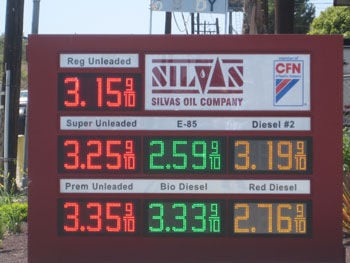 DY
Reg Unleaded
3.15 9/10
SILVAS
SILVAS OIL COMPANY
CFN
Super Unleaded E-85 Diesel #2
3.25 9/10 2.59 9/10 3.19 9/10
Prem Unleaded Bio Diesel Red Diesel
3.35 9/10 3.33 9/10 2.76 9/10